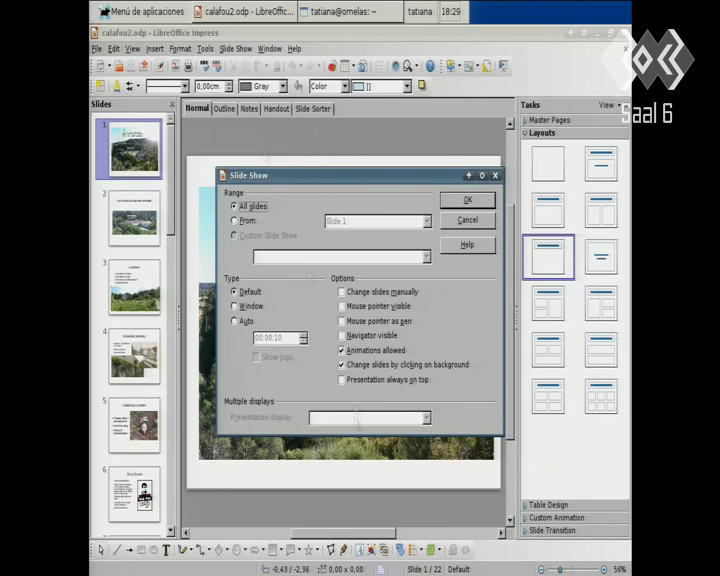 Menú de aplicaciones
calafou2.odp - LibreOffic...
tatiana@omelas: ~
tatiana
18:29
calafou2.odp - LibreOffice Impress
File Edit View Insert Format Tools Slide Show Window Help
0,00cm
Gray
Color
Slides
Normal Outline Notes Handout Slide Sorter
Tasks
View
Master Pages
Layouts
Saal 6
1
2
3
4
5
6
Slide Show
Range
All slides
From:
Slide 1
Custom Slide Show
OK
Cancel
Help
Type
Default
Window
Auto
00:00:10
Show logo
Options
Change slides manually
Mouse pointer visible
Mouse pointer as pen
Navigator visible
Animations allowed
Change slides by clicking on background
Presentation always on top
Multiple displays
Presentation display
Table Design
Custom Animation
Slide Transition
-0,43 / -2,36
0,00 x 0,00
Slide 1 / 22
Default
56%